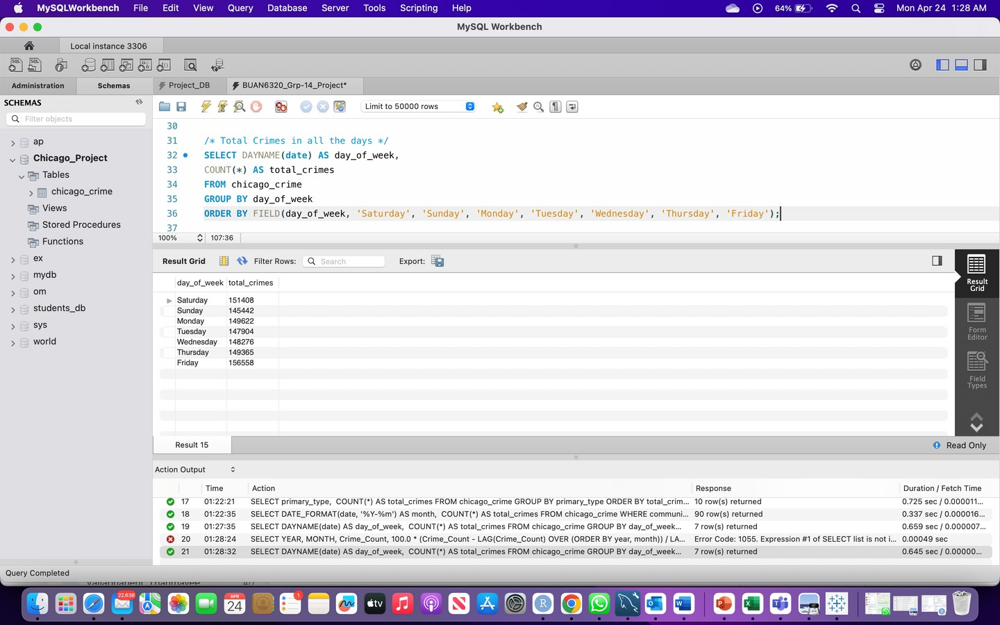 MySQLWorkbench File Edit View Query Database Server Tools Scripting Help 64% Mon Apr 24 1:28 AM
MySQL Workbench
Local instance 3306
Administration Schemas Project_DB BUAN6320_Grp-14_Project*
SCHEMAS
Filter objects
ap
Chicago_Project
Tables
chicago_crime
Views
Stored Procedures
Functions
ex
mydb
om
students_db
sys
world
Limit to 50000 rows
30
31 /* Total Crimes in all the days */
32 SELECT DAYNAME(date) AS day_of_week,
33 COUNT(*) AS total_crimes
34 FROM chicago_crime
35 GROUP BY day_of_week
36 ORDER BY FIELD(day_of_week, 'Saturday', 'Sunday', 'Monday', 'Tuesday', 'Wednesday', 'Thursday', 'Friday');
37
100% 107:36
Result Grid Filter Rows: Search Export:
day_of_week total_crimes
Saturday 151408
Sunday 145442
Monday 149622
Tuesday 147904
Wednesday 148276
Thursday 149365
Friday 156558
Result Grid
Form Editor
Field Types
Result 15 Read Only
Action Output
Time Action Response Duration / Fetch Time
17 01:22:21 SELECT primary_type, COUNT(*) AS total_crimes FROM chicago_crime GROUP BY primary_type ORDER BY total_crim... 10 row(s) returned 0.725 sec / 0.000011...
18 01:22:35 SELECT DATE_FORMAT(date, '%Y-%m') AS month, COUNT(*) AS total_crimes FROM chicago_crime WHERE communi... 90 row(s) returned 0.337 sec / 0.000016...
19 01:27:35 SELECT DAYNAME(date) AS day_of_week, COUNT(*) AS total_crimes FROM chicago_crime GROUP BY day_of_week... 7 row(s) returned 0.659 sec / 0.000007...
20 01:28:24 SELECT YEAR, MONTH, Crime_Count, 100.0 * (Crime_Count - LAG(Crime_Count) OVER (ORDER BY year, month)) / LA... Error Code: 1055. Expression #1 of SELECT list is not i... 0.00049 sec
21 01:28:32 SELECT DAYNAME(date) AS day_of_week, COUNT(*) AS total_crimes FROM chicago_crime GROUP BY day_of_week... 7 row(s) returned 0.645 sec / 0.00000...
Query Completed
22,638
APR
24
1
tv